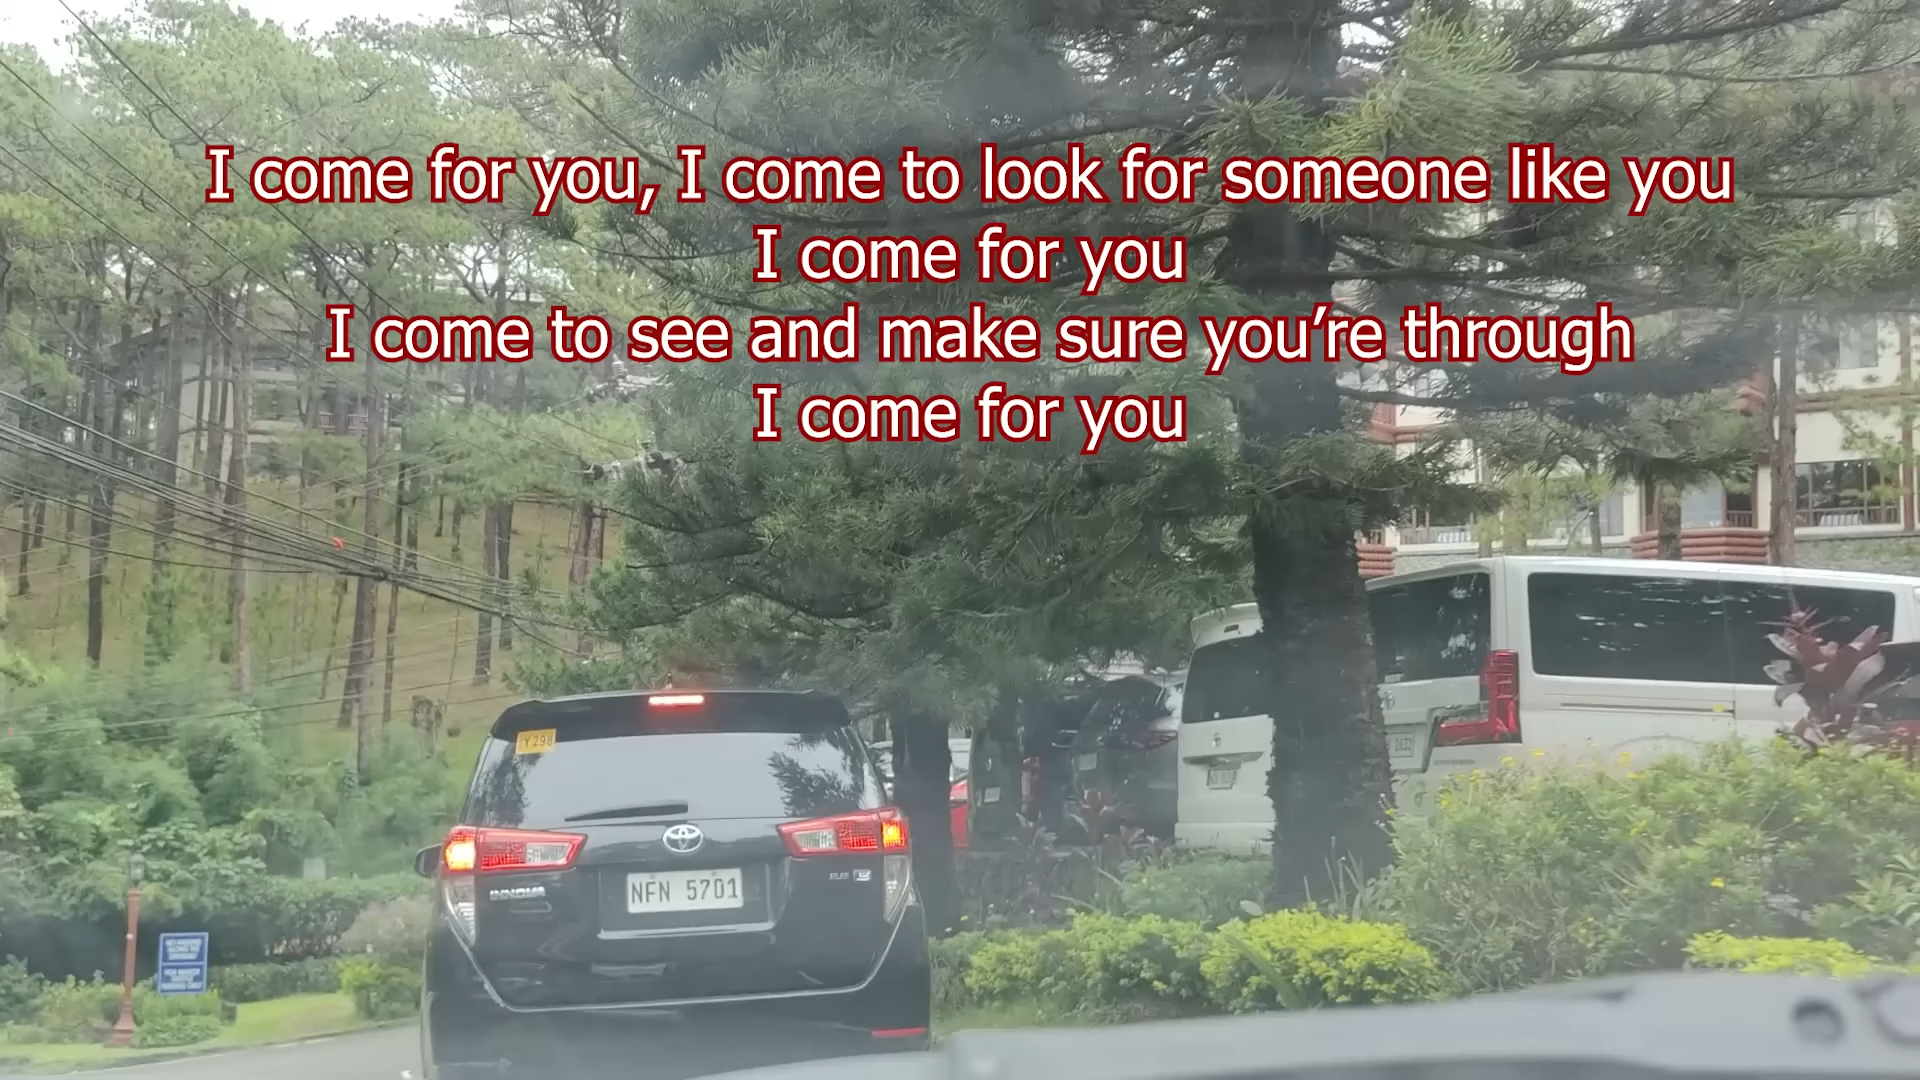 I come for you, I come to look for someone like you
I come for you
I come to see and make sure you’re through
I come for you
Y298
INNOVA
NFN 5701